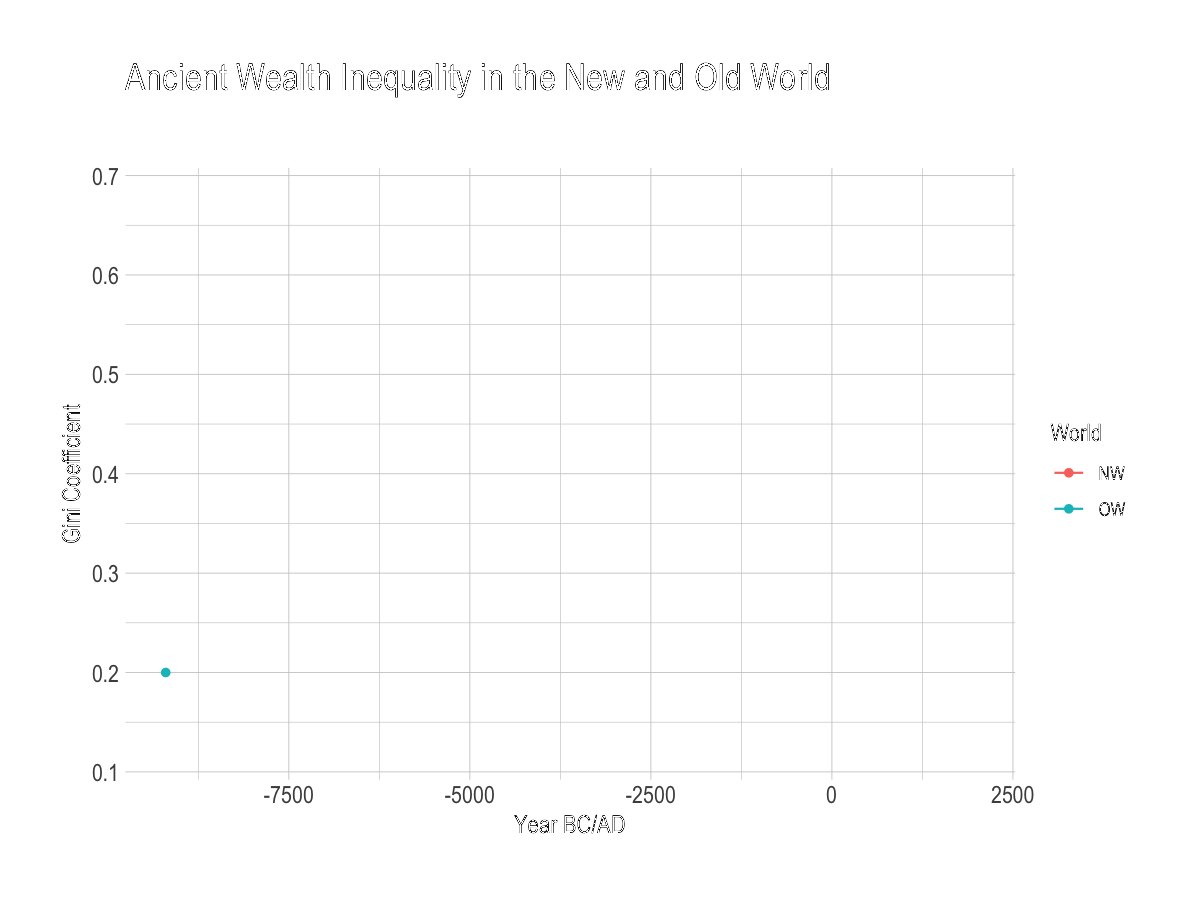 Ancient Wealth Inequality in the New and Old World
0.7
0.6
0.5
0.4
0.3
0.2
0.1
Gini Coefficient
-7500 -5000 -2500 0 2500
Year BC/AD
World
NW
OW